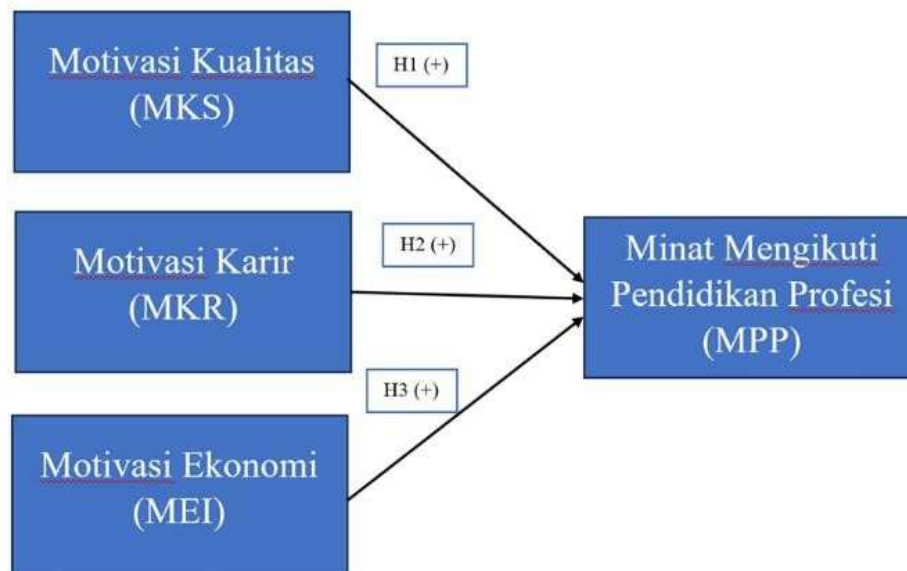 Motivasi Kualitas
(MKS)
H1 (+)
Motivasi Karir
(MKR)
H2 (+)
Minat Mengikuti
Pendidikan Profesi
(MPP)
H3 (+)
Motivasi Ekonomi
(MEI)